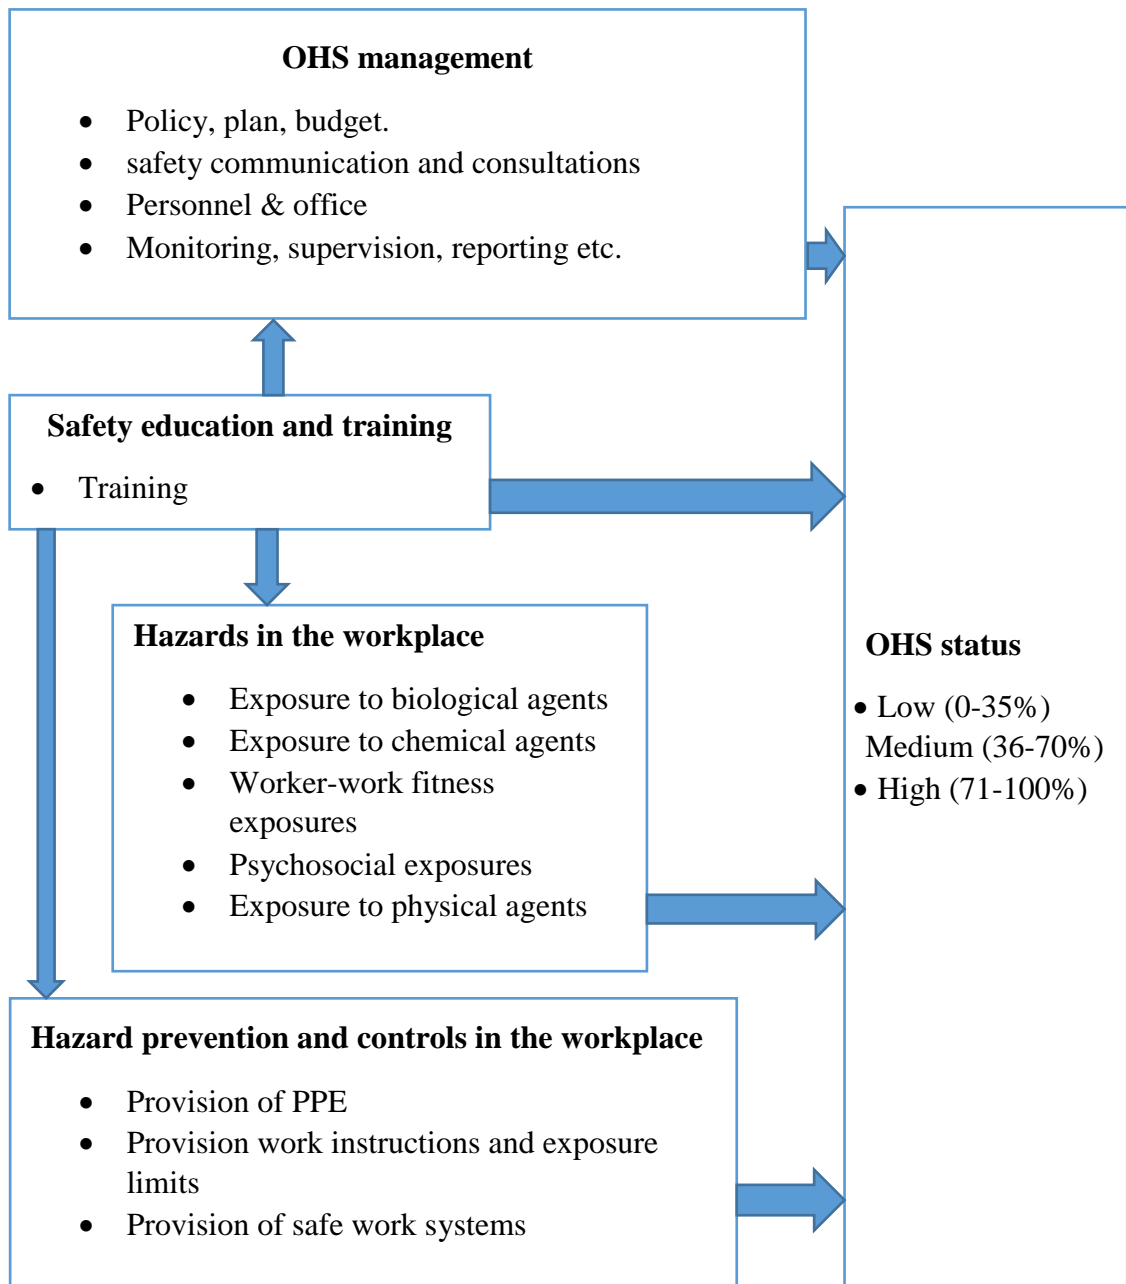 OHS management
• Policy, plan, budget.
• safety communication and consultations
• Personnel & office
• Monitoring, supervision, reporting etc.
Safety education and training
• Training
Hazards in the workplace
• Exposure to biological agents
• Exposure to chemical agents
• Worker-work fitness
exposures
• Psychosocial exposures
• Exposure to physical agents
Hazard prevention and controls in the workplace
• Provision of PPE
• Provision work instructions and exposure
limits
• Provision of safe work systems
OHS status
• Low (0-35%)
Medium (36-70%)
• High (71-100%)